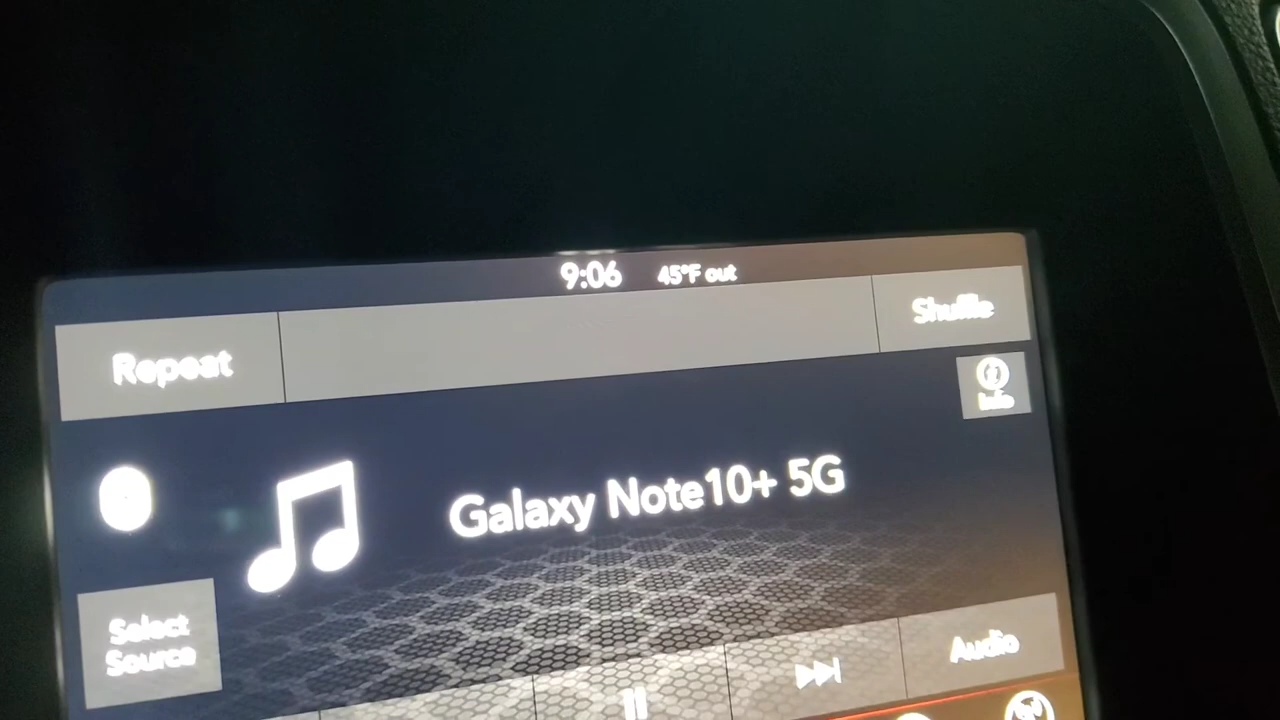 9:06 45°F out
Repeat
Shuffle
Info
Galaxy Note10+ 5G
Select
Source
Audio